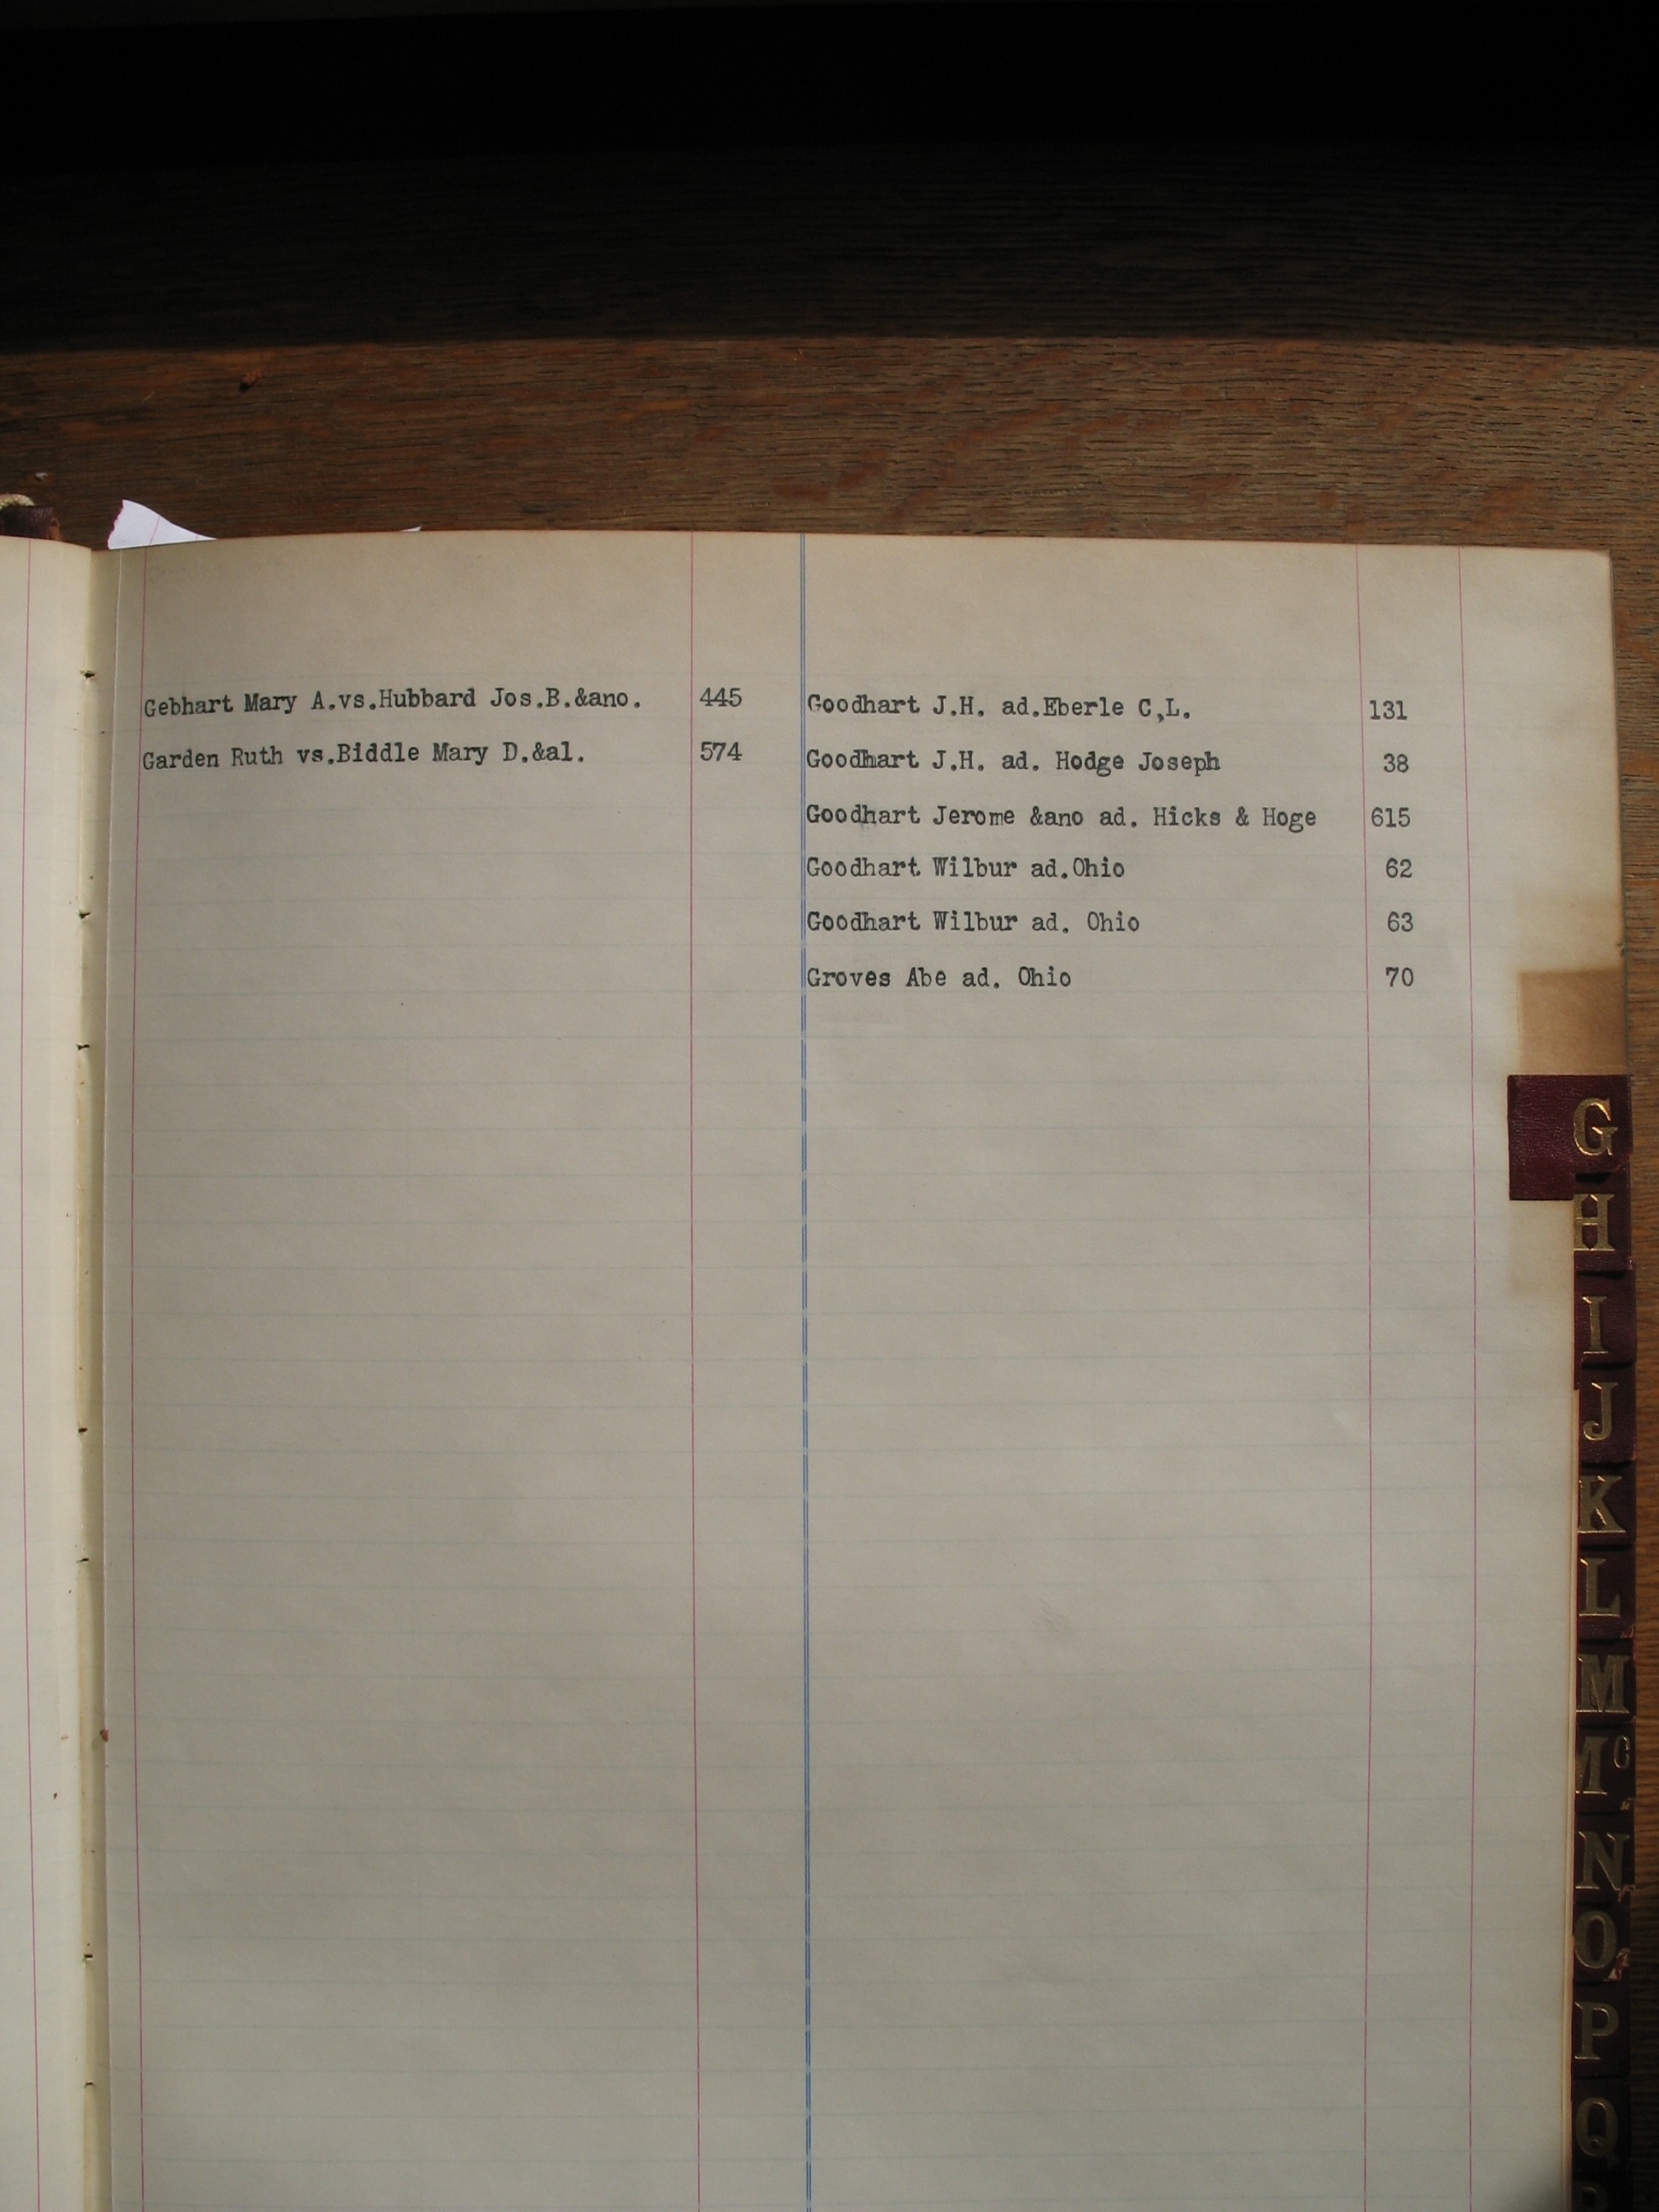 Gebhart Mary A.vs.Hubbard Jos.B.&ano. 445
Garden Ruth vs.Biddle Mary D.&al. 574
Goodhart J.H. ad.Eberle C,L. 131
Goodhart J.H. ad. Hodge Joseph 38
Goodhart Jerome &ano ad. Hicks & Hoge 615
Goodhart Wilbur ad.Ohio 62
Goodhart Wilbur ad. Ohio 63
Groves Abe ad. Ohio 70
G
H
I
J
K
L
M
Mc
N
O
P
Q